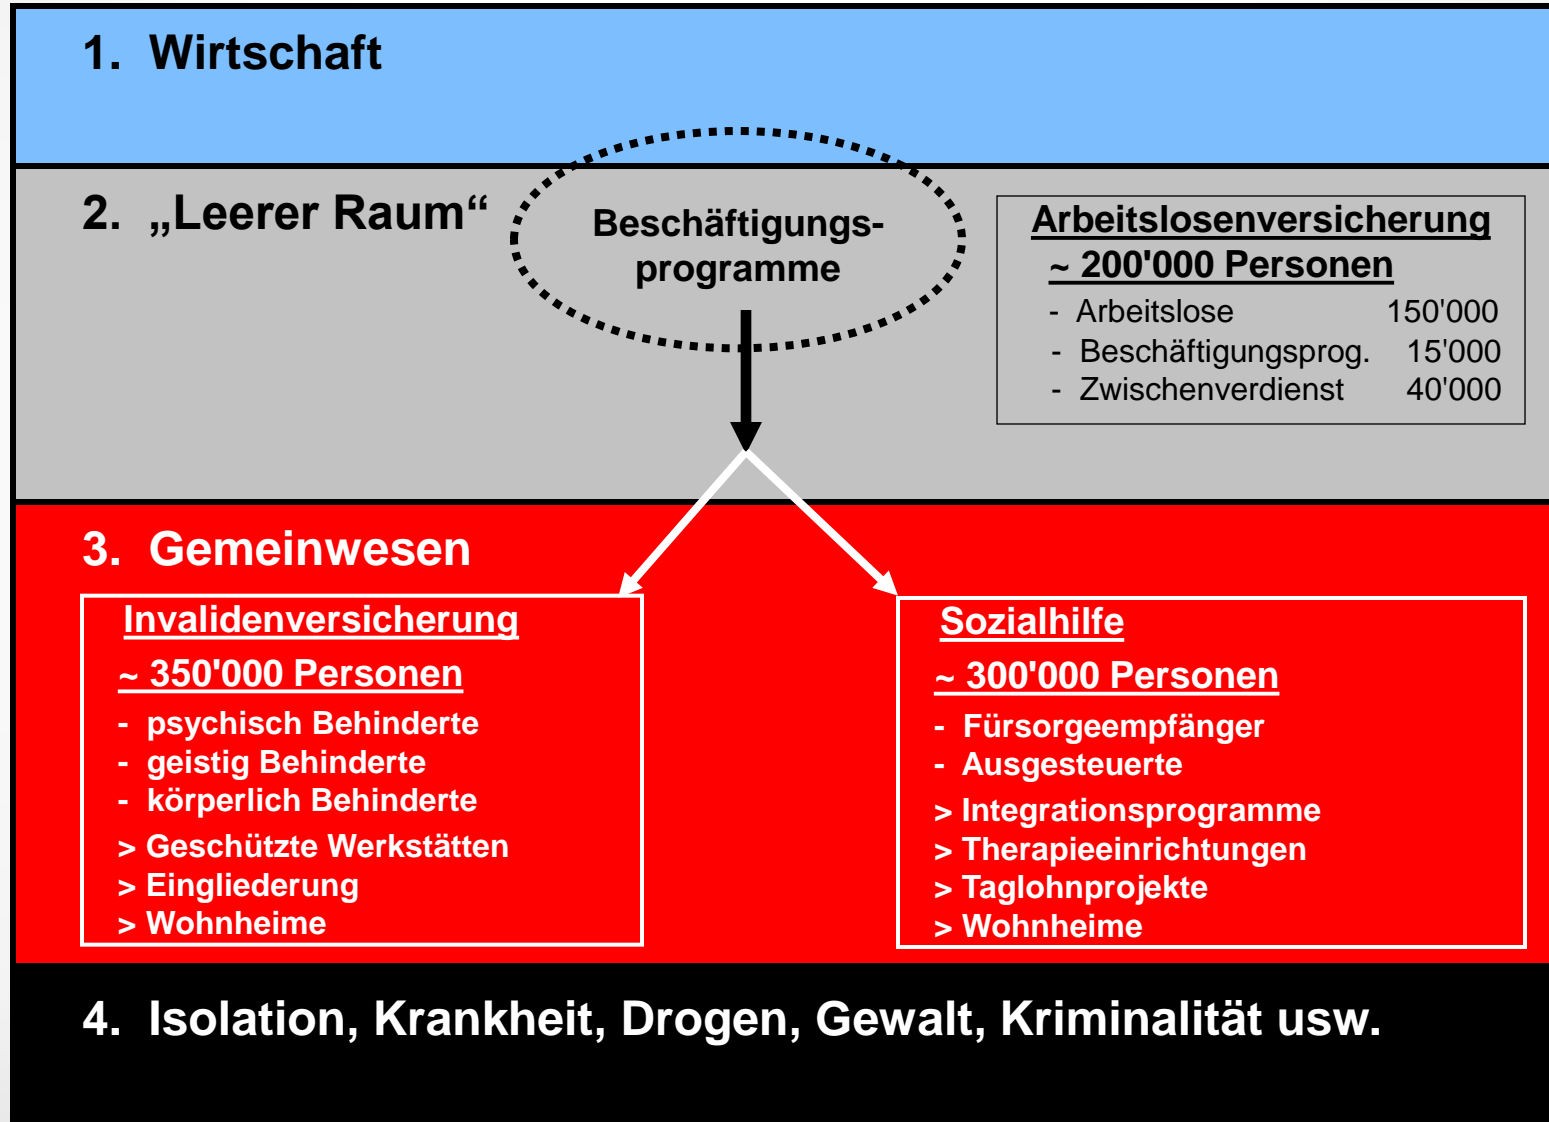 1. Wirtschaft
2. „Leerer Raum“
Beschäftigungs-
programme
Arbeitslosenversicherung
~ 200'000 Personen
- Arbeitslose 150'000
- Beschäftigungsprog. 15'000
- Zwischenverdienst 40'000
3. Gemeinwesen
Invalidenversicherung
~ 350'000 Personen
- psychisch Behinderte
- geistig Behinderte
- körperlich Behinderte
> Geschützte Werkstätten
> Eingliederung
> Wohnheime
Sozialhilfe
~ 300'000 Personen
- Fürsorgeempfänger
- Ausgesteuerte
> Integrationsprogramme
> Therapieeinrichtungen
> Taglohnprojekte
> Wohnheime
4. Isolation, Krankheit, Drogen, Gewalt, Kriminalität usw.